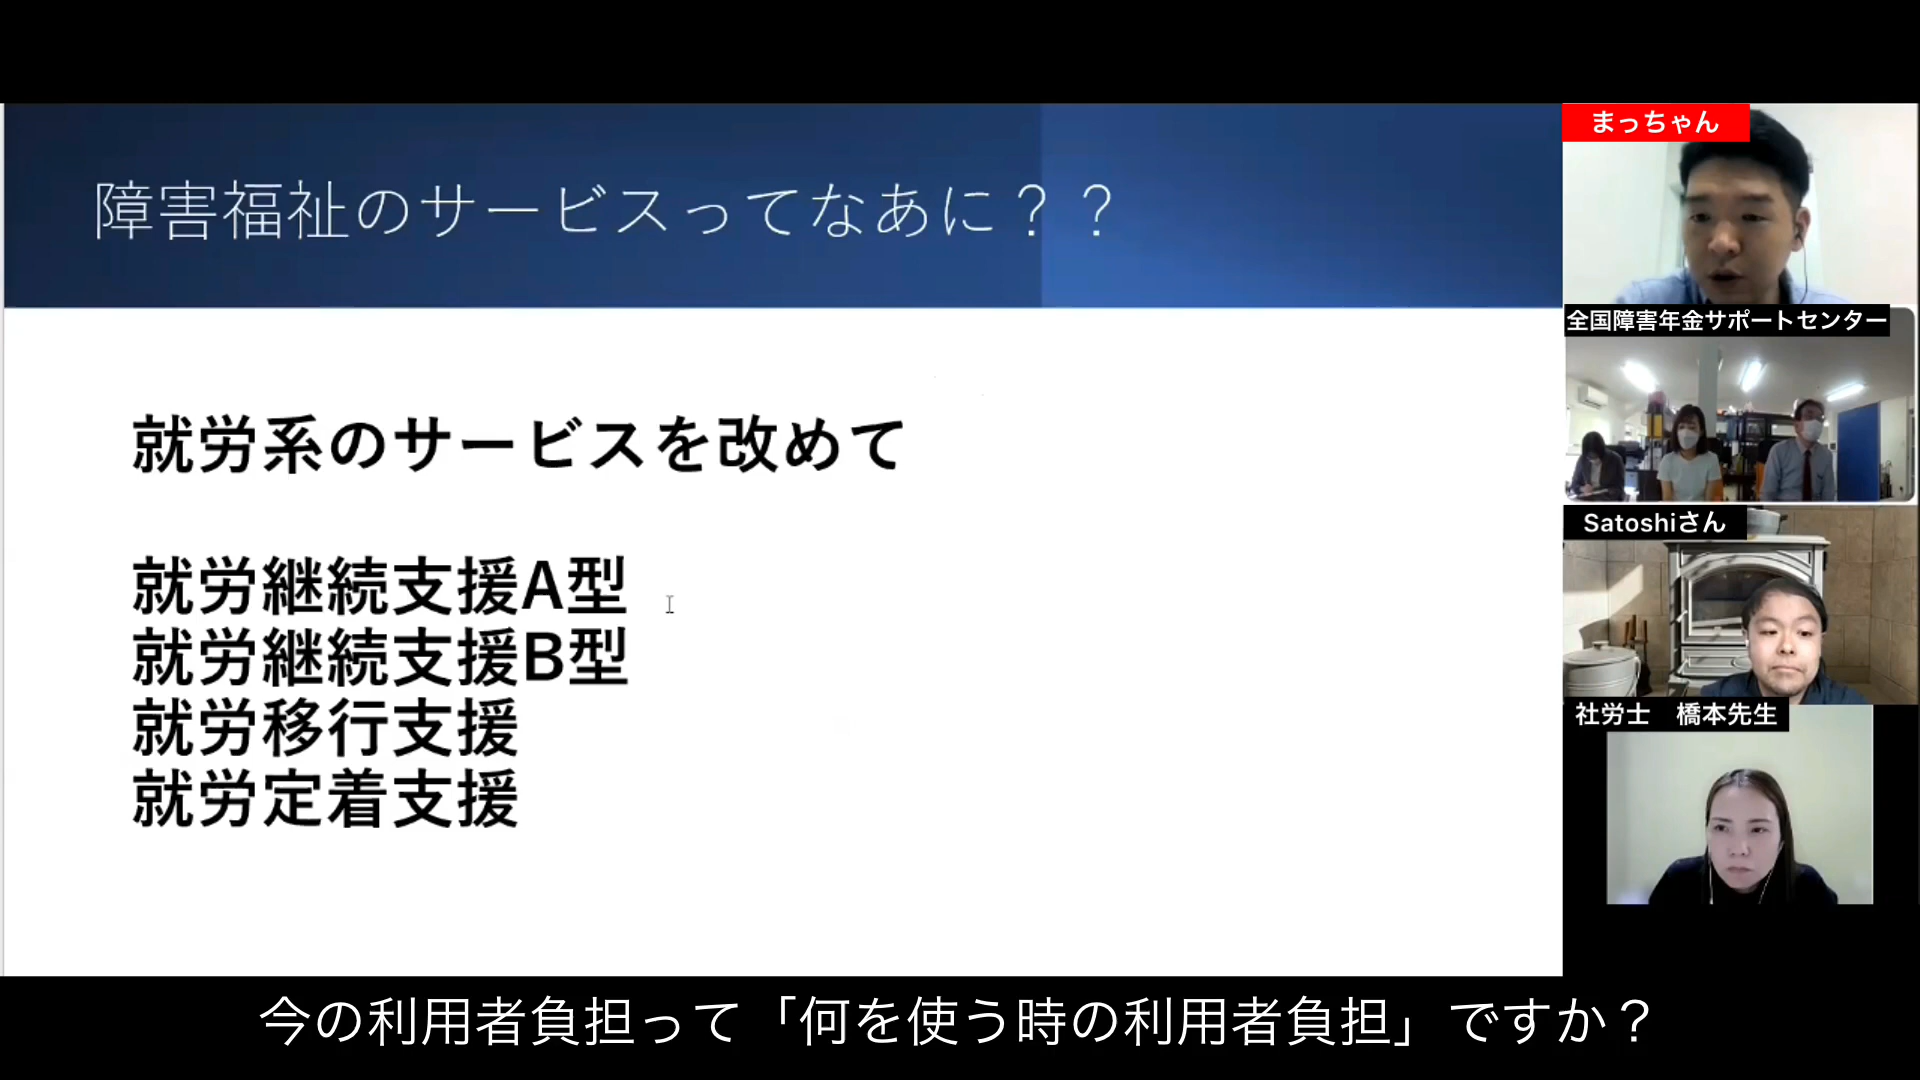 障害福祉のサービスってなあに？？
就労系のサービスを改めて
就労継続支援A型
就労継続支援B型
就労移行支援
就労定着支援
まっちゃん
全国障害年金サポートセンター
Satoshiさん
社労士　橋本先生
今の利用者負担って「何を使う時の利用者負担」ですか？